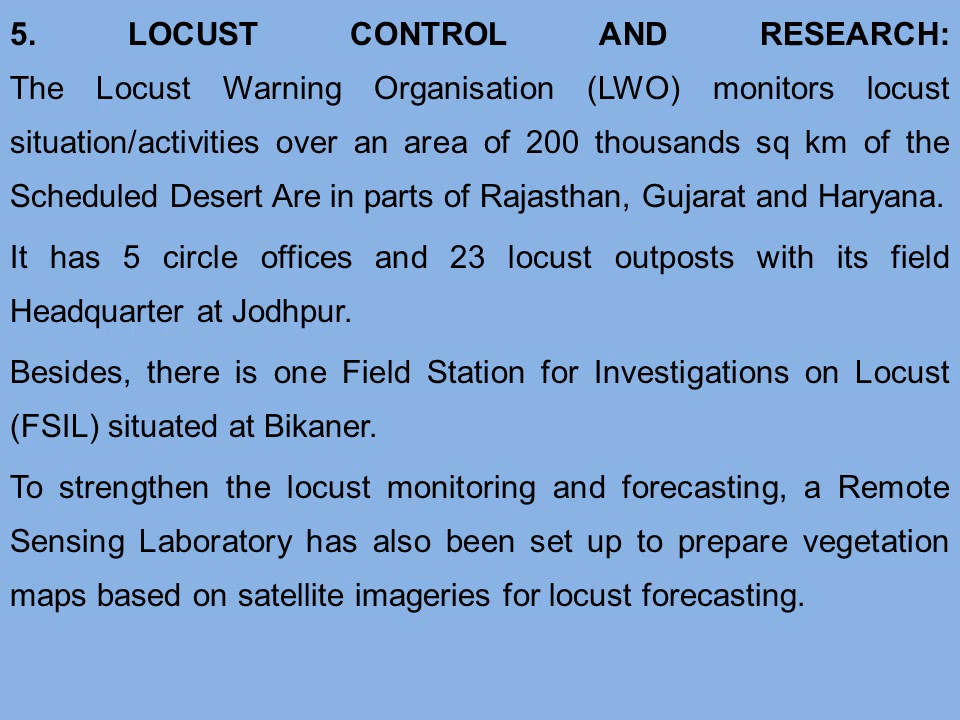 5. LOCUST CONTROL AND RESEARCH:
The Locust Warning Organisation (LWO) monitors locust
situation/activities over an area of 200 thousands sq km of the
Scheduled Desert Are in parts of Rajasthan, Gujarat and Haryana.
It has 5 circle offices and 23 locust outposts with its field
Headquarter at Jodhpur.
Besides, there is one Field Station for Investigations on Locust
(FSIL) situated at Bikaner.
To strengthen the locust monitoring and forecasting, a Remote
Sensing Laboratory has also been set up to prepare vegetation
maps based on satellite imageries for locust forecasting.